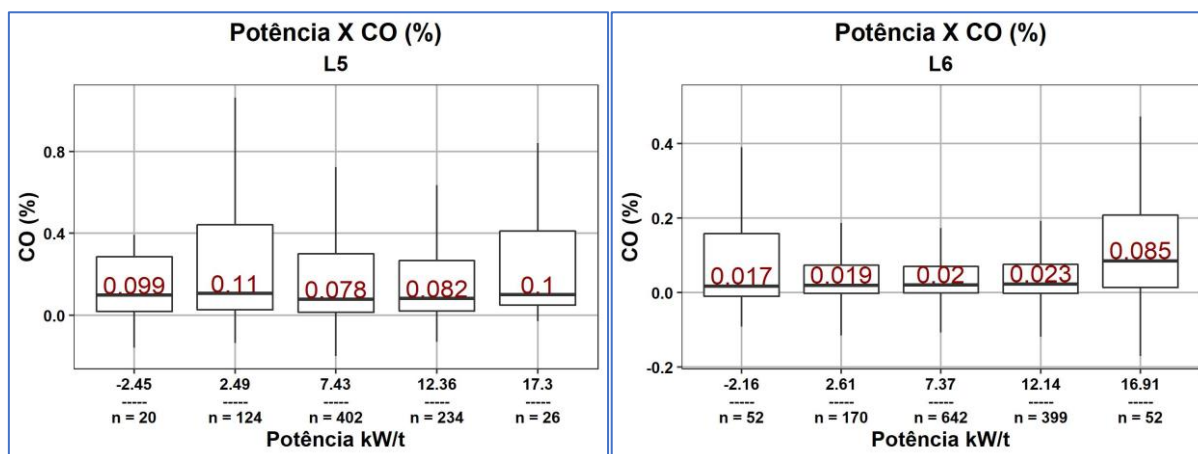 Potência X CO (%)
L5
CO (%)
0.8
0.4
0.0
0.099
0.11
0.078
0.082
0.1
-2.45 2.49 7.43 12.36 17.3
----- ----- ----- ----- -----
n = 20 n = 124 n = 402 n = 234 n = 26
Potência kW/t
Potência X CO (%)
L6
CO (%)
0.4
0.2
0.0
-0.2
0.017
0.019
0.02
0.023
0.085
-2.16 2.61 7.37 12.14 16.91
----- ----- ----- ----- -----
n = 52 n = 170 n = 642 n = 399 n = 52
Potência kW/t